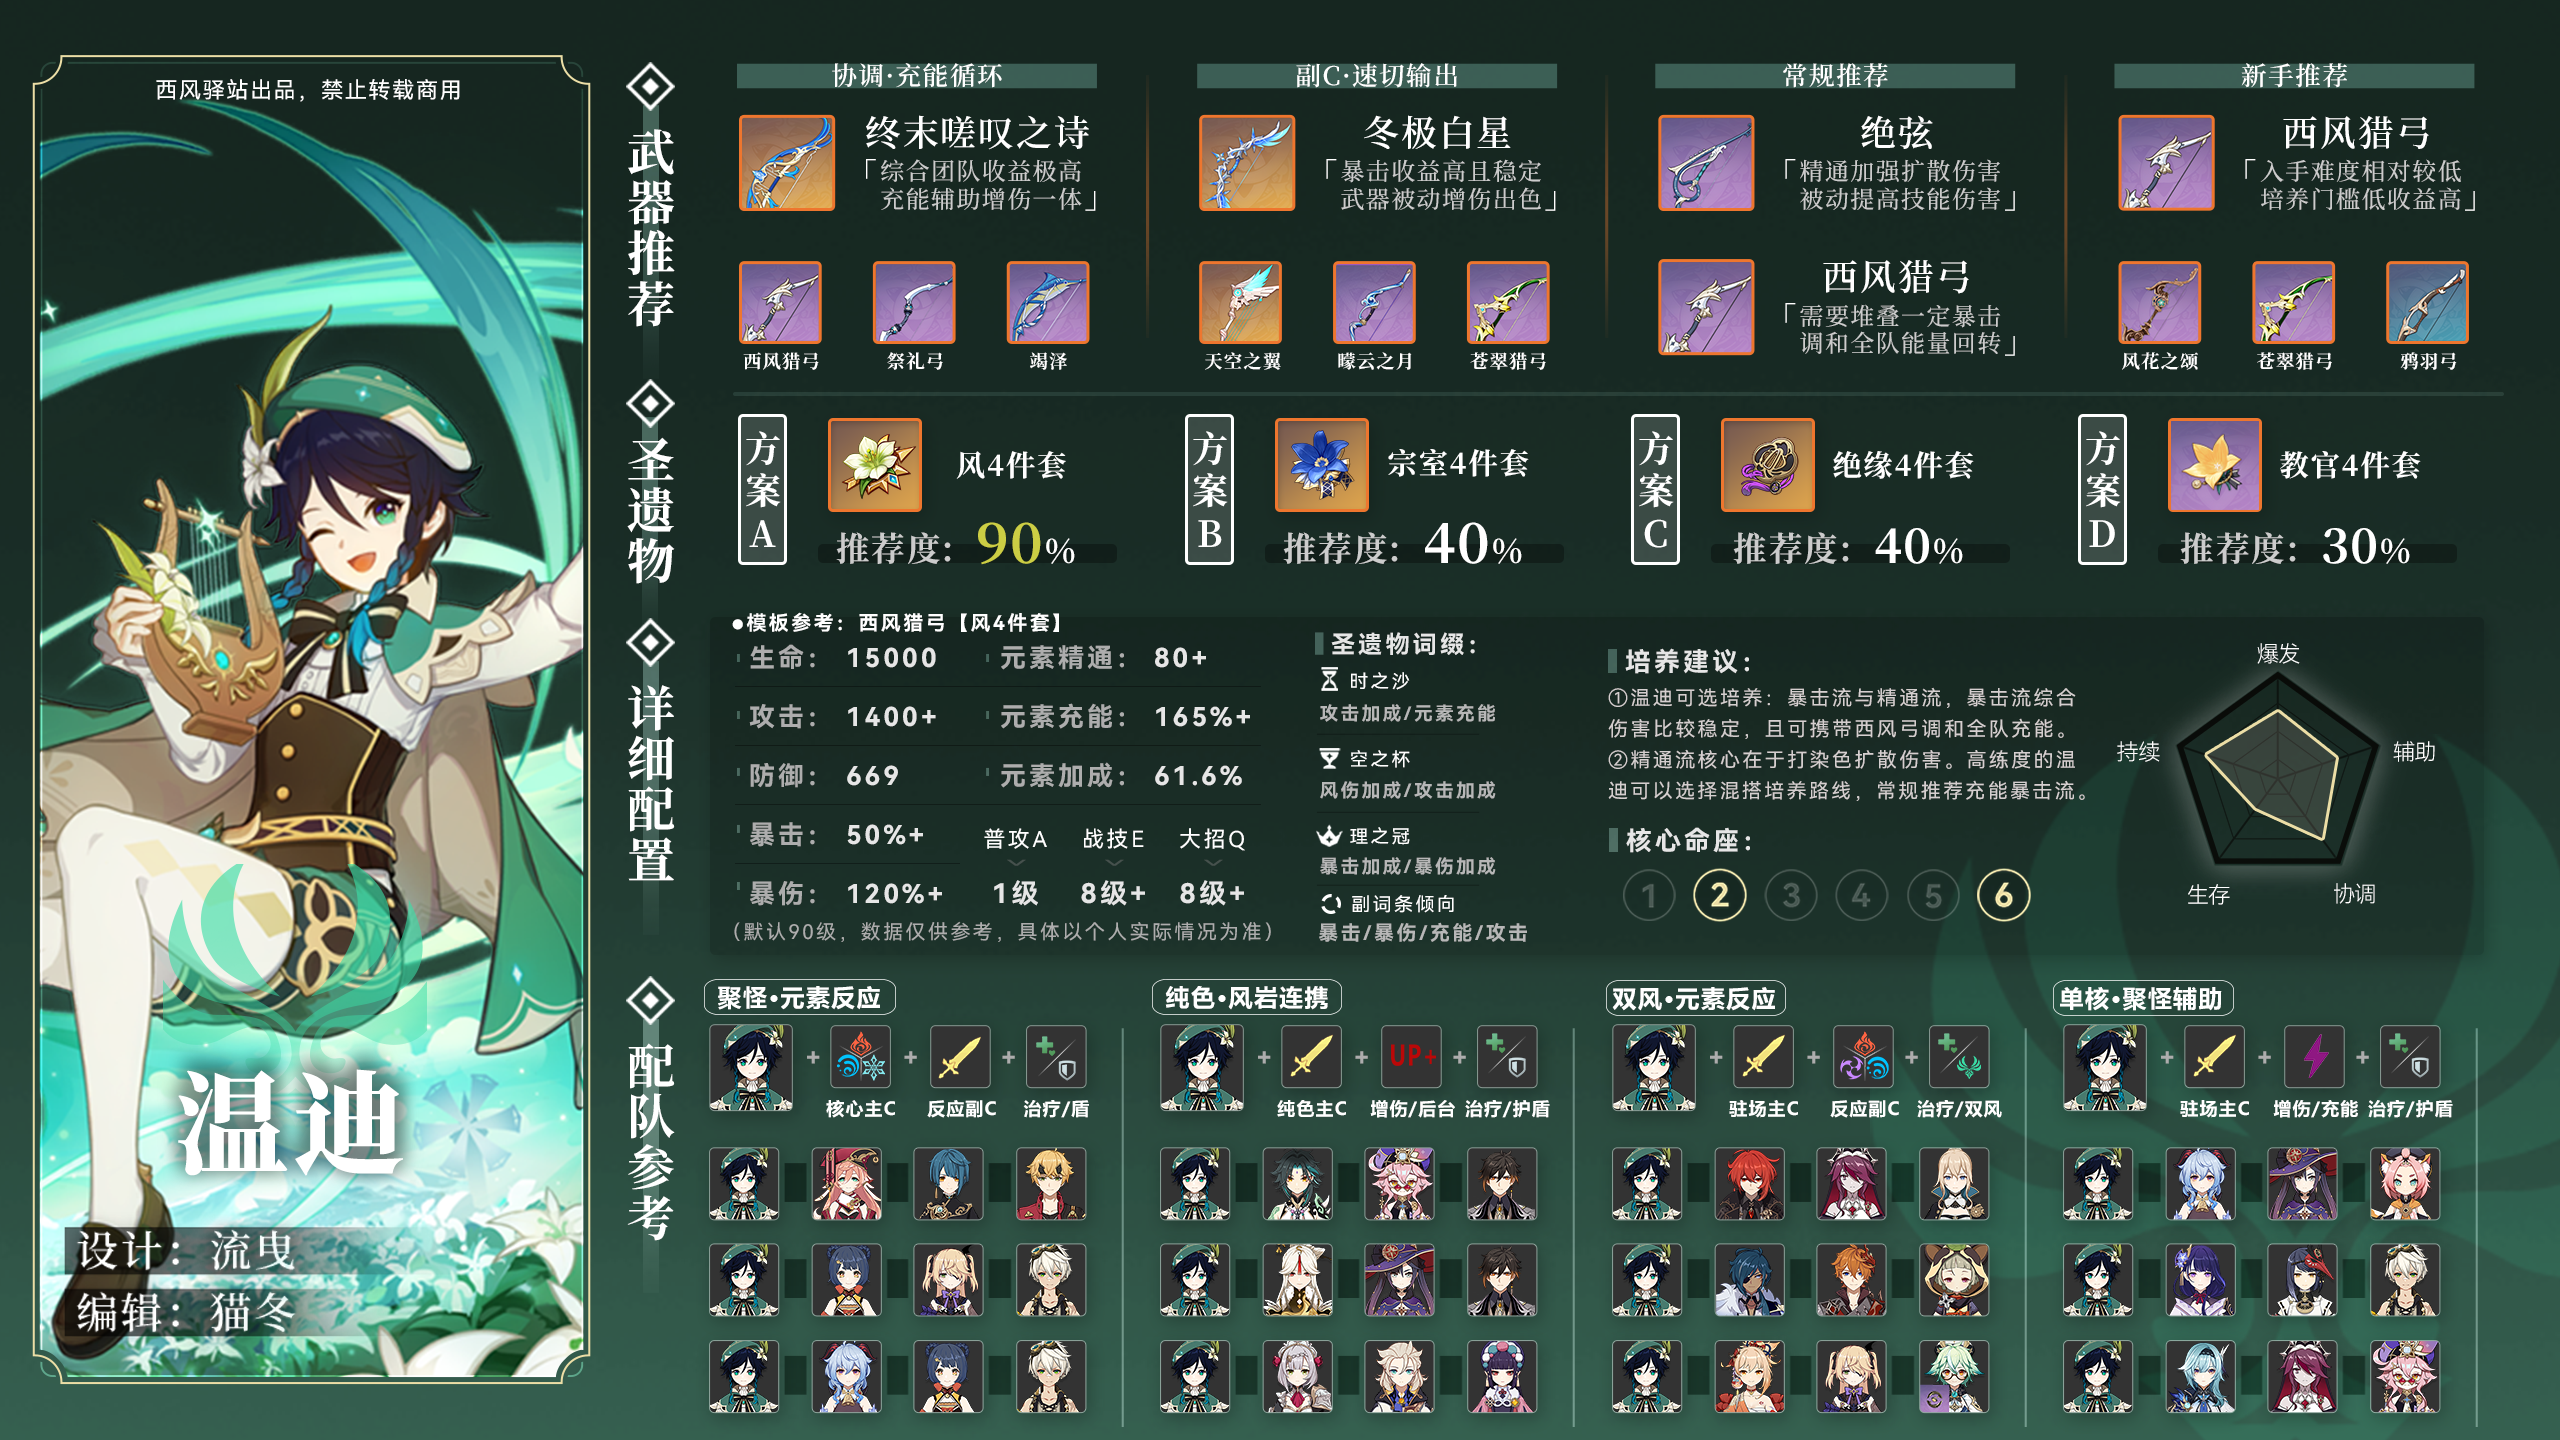 西风驿站出品，禁止转载商用
温迪
设计：流曳
编辑：猫冬
武器推荐
协调·充能循环
终末嗟叹之诗
「综合团队收益极高
充能辅助增伤一体」
西风猎弓
祭礼弓
竭泽
副C·速切输出
冬极白星
「暴击收益高且稳定
武器被动增伤出色」
天空之翼
曚云之月
苍翠猎弓
常规推荐
绝弦
「精通加强扩散伤害
被动提高技能伤害」
西风猎弓
「需要堆叠一定暴击
调和全队能量回转」
新手推荐
西风猎弓
「入手难度相对较低
培养门槛低收益高」
风花之颂
苍翠猎弓
鸦羽弓
圣遗物
方案A
风4件套
推荐度：90%
方案B
宗室4件套
推荐度：40%
方案C
绝缘4件套
推荐度：40%
方案D
教官4件套
推荐度：30%
详细配置
●模板参考：西风猎弓【风4件套】
生命：15000
元素精通：80+
攻击：1400+
元素充能：165%+
防御：669
元素加成：61.6%
暴击：50%+
普攻A 战技E 大招Q
暴伤：120%+
1级 8级+ 8级+
（默认90级，数据仅供参考，具体以个人实际情况为准）
圣遗物词缀：
时之沙
攻击加成/元素充能
空之杯
风伤加成/攻击加成
理之冠
暴击加成/暴伤加成
副词条倾向
暴击/暴伤/充能/攻击
培养建议：
①温迪可选培养：暴击流与精通流，暴击流综合
伤害比较稳定，且可携带西风弓调和全队充能。
②精通流核心在于打染色扩散伤害。高练度的温
迪可以选择混搭培养路线，常规推荐充能暴击流。
核心命座：
1 2 3 4 5 6
爆发
持续
辅助
生存
协调
配队参考
聚怪·元素反应
+ + +
核心主C 反应副C 治疗/盾
纯色·风岩连携
+ + UP+ +
纯色主C 增伤/后台 治疗/护盾
双风·元素反应
+ + +
驻场主C 反应副C 治疗/双风
单核·聚怪辅助
+ + +
驻场主C 增伤/充能 治疗/护盾